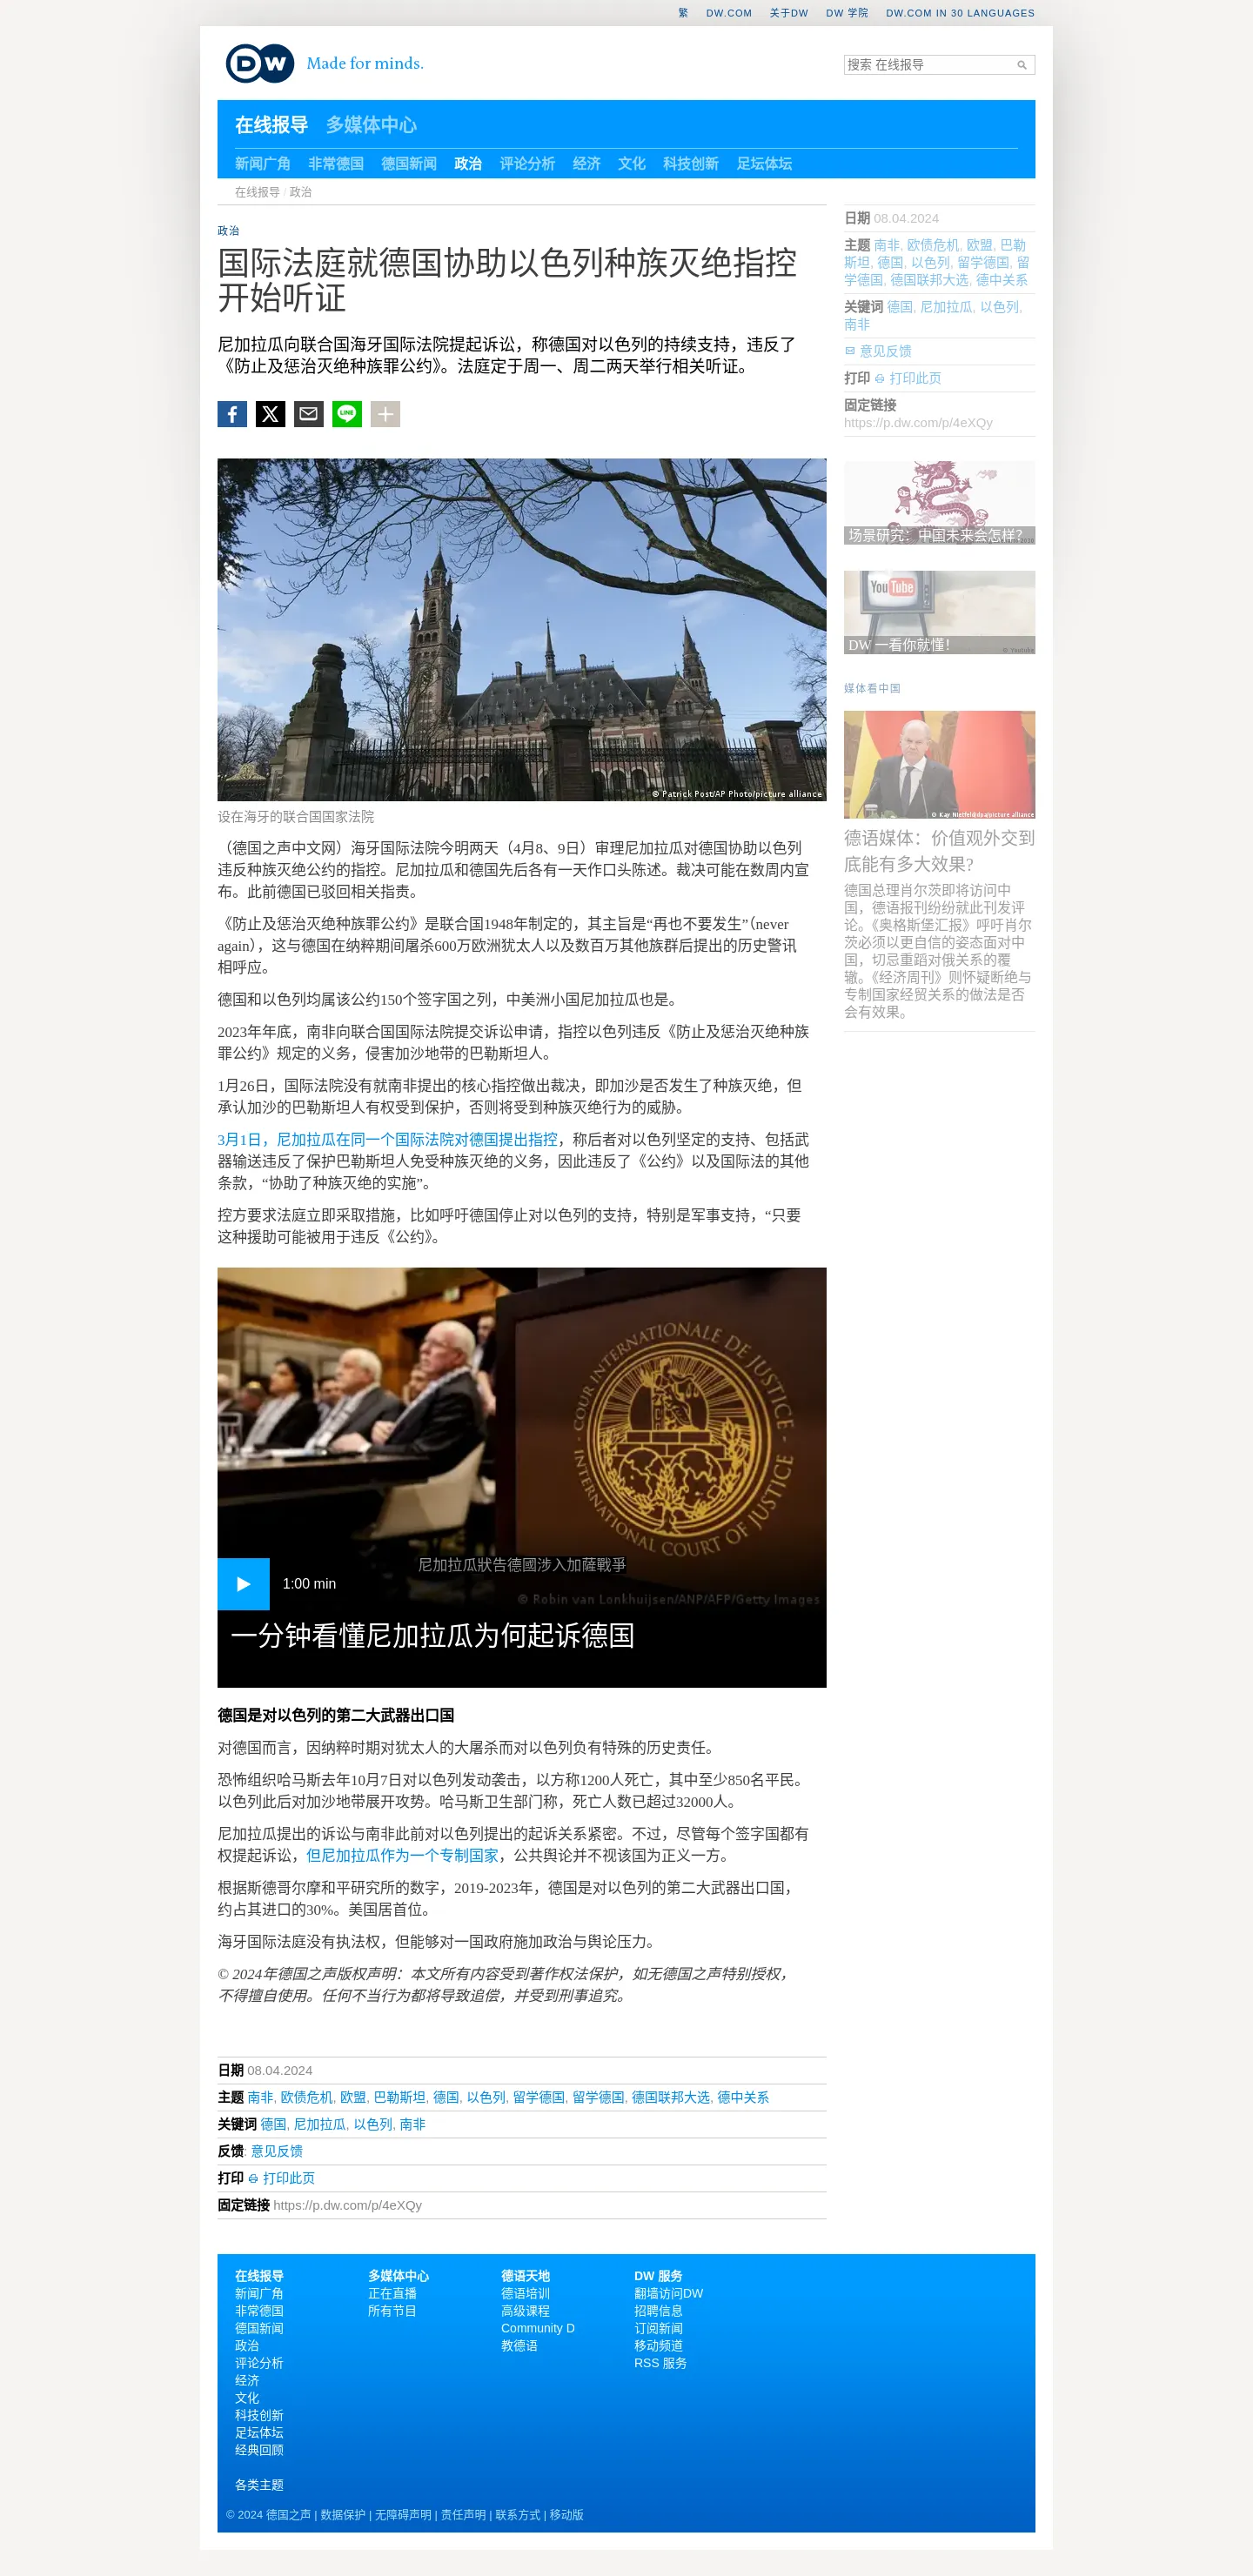 繁 DW.COM 关于DW DW 学院 DW.COM IN 30 LANGUAGES
DW Made for minds.
搜索 在线报导
在线报导 多媒体中心
新闻广角 非常德国 德国新闻 政治 评论分析 经济 文化 科技创新 足坛体坛
在线报导 / 政治
政治
国际法庭就德国协助以色列种族灭绝指控
开始听证
尼加拉瓜向联合国海牙国际法院提起诉讼，称德国对以色列的持续支持，违反了
《防止及惩治灭绝种族罪公约》。法庭定于周一、周二两天举行相关听证。
LINE
© Patrick Post/AP Photo/picture alliance
设在海牙的联合国国家法院
（德国之声中文网）海牙国际法院今明两天（4月8、9日）审理尼加拉瓜对德国协助以色列
违反种族灭绝公约的指控。尼加拉瓜和德国先后各有一天作口头陈述。裁决可能在数周内宣
布。此前德国已驳回相关指责。
《防止及惩治灭绝种族罪公约》是联合国1948年制定的，其主旨是“再也不要发生”（never
again），这与德国在纳粹期间屠杀600万欧洲犹太人以及数百万其他族群后提出的历史警讯
相呼应。
德国和以色列均属该公约150个签字国之列，中美洲小国尼加拉瓜也是。
2023年年底，南非向联合国国际法院提交诉讼申请，指控以色列违反《防止及惩治灭绝种族
罪公约》规定的义务，侵害加沙地带的巴勒斯坦人。
1月26日，国际法院没有就南非提出的核心指控做出裁决，即加沙是否发生了种族灭绝，但
承认加沙的巴勒斯坦人有权受到保护，否则将受到种族灭绝行为的威胁。
3月1日，尼加拉瓜在同一个国际法院对德国提出指控，称后者对以色列坚定的支持、包括武
器输送违反了保护巴勒斯坦人免受种族灭绝的义务，因此违反了《公约》以及国际法的其他
条款，“协助了种族灭绝的实施”。
控方要求法庭立即采取措施，比如呼吁德国停止对以色列的支持，特别是军事支持，“只要
这种援助可能被用于违反《公约》。
COUR INTERNATIONALE DE JUSTICE
INTERNATIONAL COURT OF JUSTICE
尼加拉瓜狀告德國涉入加薩戰爭
1:00 min
© Robin van Lonkhuijsen/ANP/AFP/Getty Images
一分钟看懂尼加拉瓜为何起诉德国
德国是对以色列的第二大武器出口国
对德国而言，因纳粹时期对犹太人的大屠杀而对以色列负有特殊的历史责任。
恐怖组织哈马斯去年10月7日对以色列发动袭击，以方称1200人死亡，其中至少850名平民。
以色列此后对加沙地带展开攻势。哈马斯卫生部门称，死亡人数已超过32000人。
尼加拉瓜提出的诉讼与南非此前对以色列提出的起诉关系紧密。不过，尽管每个签字国都有
权提起诉讼，但尼加拉瓜作为一个专制国家，公共舆论并不视该国为正义一方。
根据斯德哥尔摩和平研究所的数字，2019-2023年，德国是对以色列的第二大武器出口国，
约占其进口的30%。美国居首位。
海牙国际法庭没有执法权，但能够对一国政府施加政治与舆论压力。
© 2024年德国之声版权声明：本文所有内容受到著作权法保护，如无德国之声特别授权，
不得擅自使用。任何不当行为都将导致追偿，并受到刑事追究。
日期 08.04.2024
主题 南非, 欧债危机, 欧盟, 巴勒斯坦, 德国, 以色列, 留学德国, 留学德国, 德国联邦大选, 德中关系
关键词 德国, 尼加拉瓜, 以色列, 南非
反馈: 意见反馈
打印 打印此页
固定链接 https://p.dw.com/p/4eXQy
日期 08.04.2024
主题 南非, 欧债危机, 欧盟, 巴勒
斯坦, 德国, 以色列, 留学德国, 留
学德国, 德国联邦大选, 德中关系
关键词 德国, 尼加拉瓜, 以色列,
南非
意见反馈
打印 打印此页
固定链接
https://p.dw.com/p/4eXQy
场景研究：中国未来会怎样？
YouTube
DW 一看你就懂！
© Youtube
媒体看中国
© Kay Nietfeld/dpa/picture alliance
德语媒体：价值观外交到
底能有多大效果?
德国总理肖尔茨即将访问中
国，德语报刊纷纷就此刊发评
论。《奥格斯堡汇报》呼吁肖尔
茨必须以更自信的姿态面对中
国，切忌重蹈对俄关系的覆
辙。《经济周刊》则怀疑断绝与
专制国家经贸关系的做法是否
会有效果。
在线报导
新闻广角
非常德国
德国新闻
政治
评论分析
经济
文化
科技创新
足坛体坛
经典回顾
各类主题
多媒体中心
正在直播
所有节目
德语天地
德语培训
高级课程
Community D
教德语
DW 服务
翻墙访问DW
招聘信息
订阅新闻
移动频道
RSS 服务
© 2024 德国之声 | 数据保护 | 无障碍声明 | 责任声明 | 联系方式 | 移动版